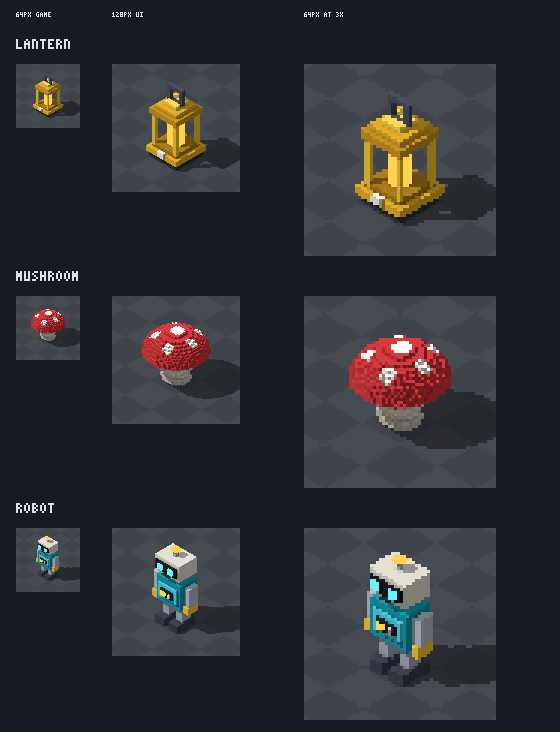 64PX GAME
128PX UI
64PX AT 3X
LANTERN
MUSHROOM
ROBOT